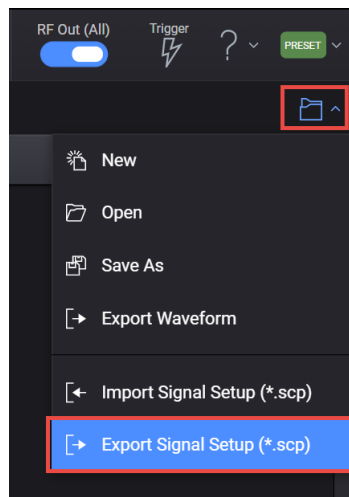 RF Out (All)
Trigger
?
PRESET
New
Open
Save As
Export Waveform
Import Signal Setup (*.scp)
Export Signal Setup (*.scp)